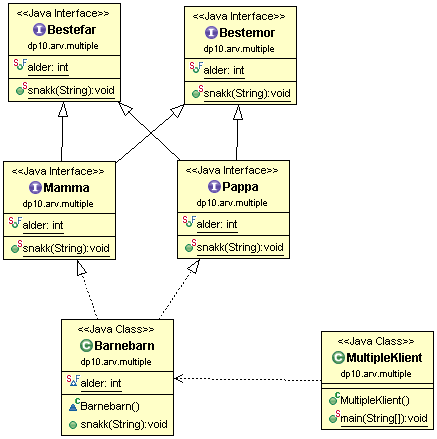 <<Java Interface>>
Bestefar
dp10.arv.multiple
alder: int
snakk(String):void
<<Java Interface>>
Bestemor
dp10.arv.multiple
alder: int
snakk(String):void
<<Java Interface>>
Mamma
dp10.arv.multiple
alder: int
snakk(String):void
<<Java Interface>>
Pappa
dp10.arv.multiple
alder: int
snakk(String):void
<<Java Class>>
Barnebarn
dp10.arv.multiple
alder: int
Barnebarn()
snakk(String):void
<<Java Class>>
MultipleKlient
dp10.arv.multiple
MultipleKlient()
main(String[]):void